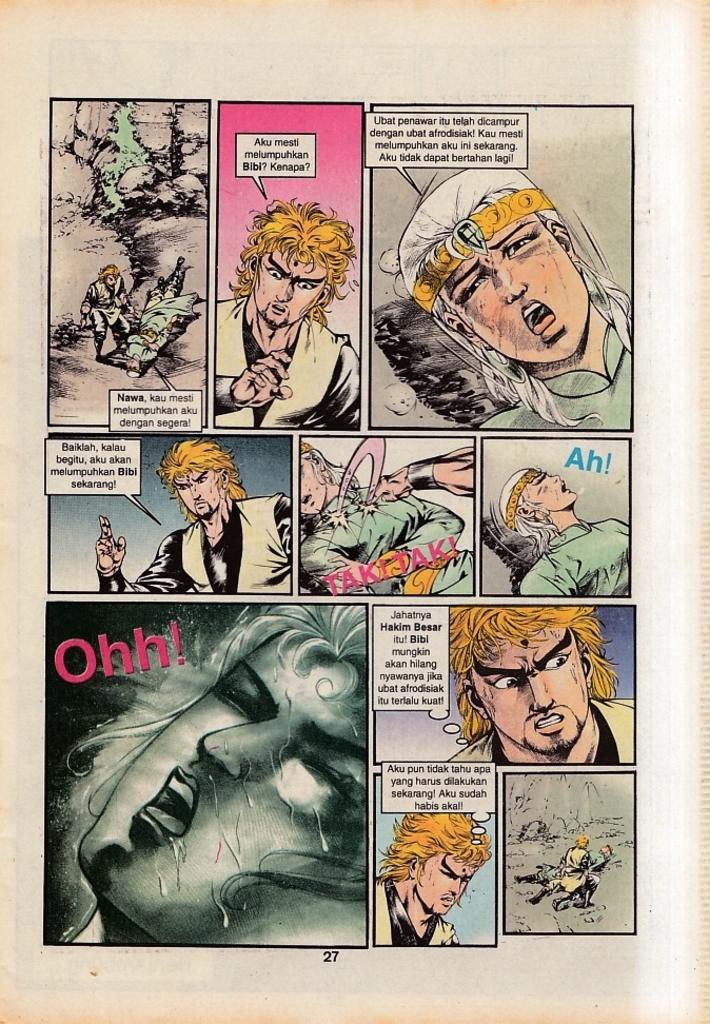 Nawa, kau mesti
melumpuhkan aku
dengan segera!
Aku mesti
melumpuhkan
Bibi? Kenapa?
Ubat penawar itu telah dicampur
dengan ubat afrodisiak! Kau mesti
melumpuhkan aku ini sekarang.
Aku tidak dapat bertahan lagi!
Baiklah, kalau
begitu, aku akan
melumpuhkan Bibi
sekarang!
TAK! TAK!
Ah!
Ohh!
Jahatnya
Hakim Besar
itu! Bibi
mungkin
akan hilang
nyawanya jika
ubat afrodisiak
itu terlalu kuat!
Aku pun tidak tahu apa
yang harus dilakukan
sekarang! Aku sudah
habis akal!
27